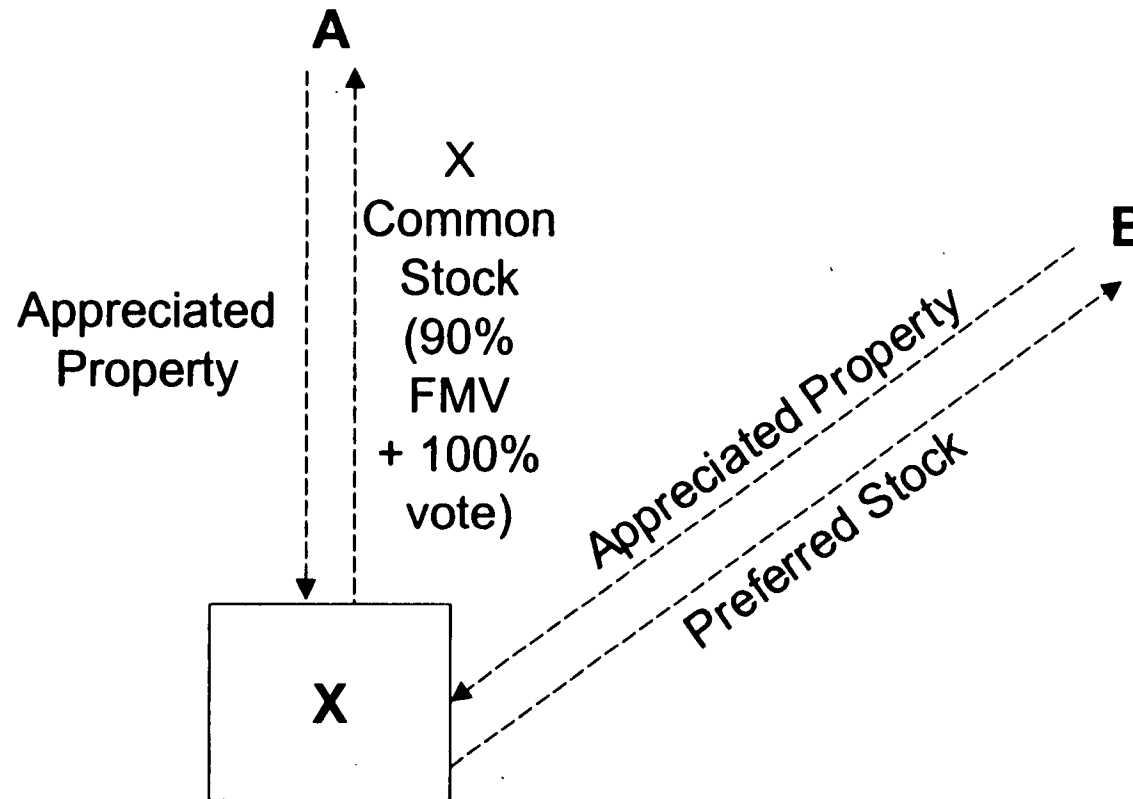 A
X
Common
Stock
(90%
FMV
+ 100%
vote)
Appreciated
Property
B
Appreciated Property
Preferred Stock
X